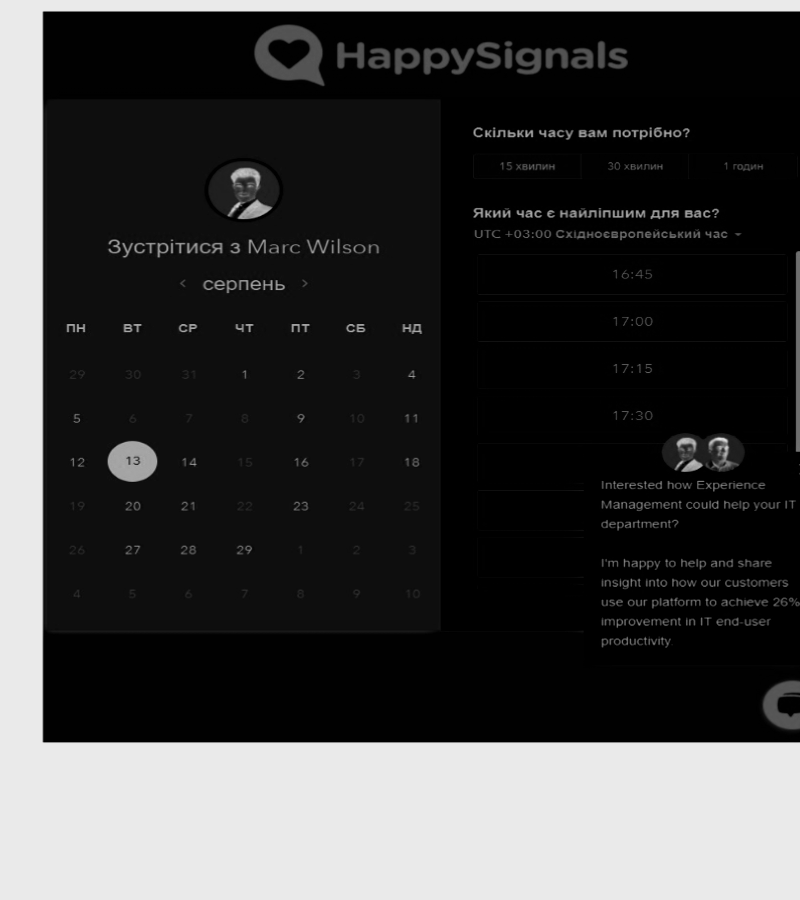 HappySignals
Зустрітися з Marc Wilson
серпень
ПН ВТ СР ЧТ ПТ СБ НД
29 30 31 1 2 3 4
5 6 7 8 9 10 11
12 13 14 15 16 17 18
19 20 21 22 23 24 25
26 27 28 29 1 2 3
4 5 6 7 8 9 10
Скільки часу вам потрібно?
15 хвилин 30 хвилин 1 годин
Який час є найліпшим для вас?
UTC +03:00 Східноєвропейський час
16:45
17:00
17:15
17:30
Interested how Experience
Management could help your IT
department?
I'm happy to help and share
insight into how our customers
use our platform to achieve 26%
improvement in IT end-user
productivity.